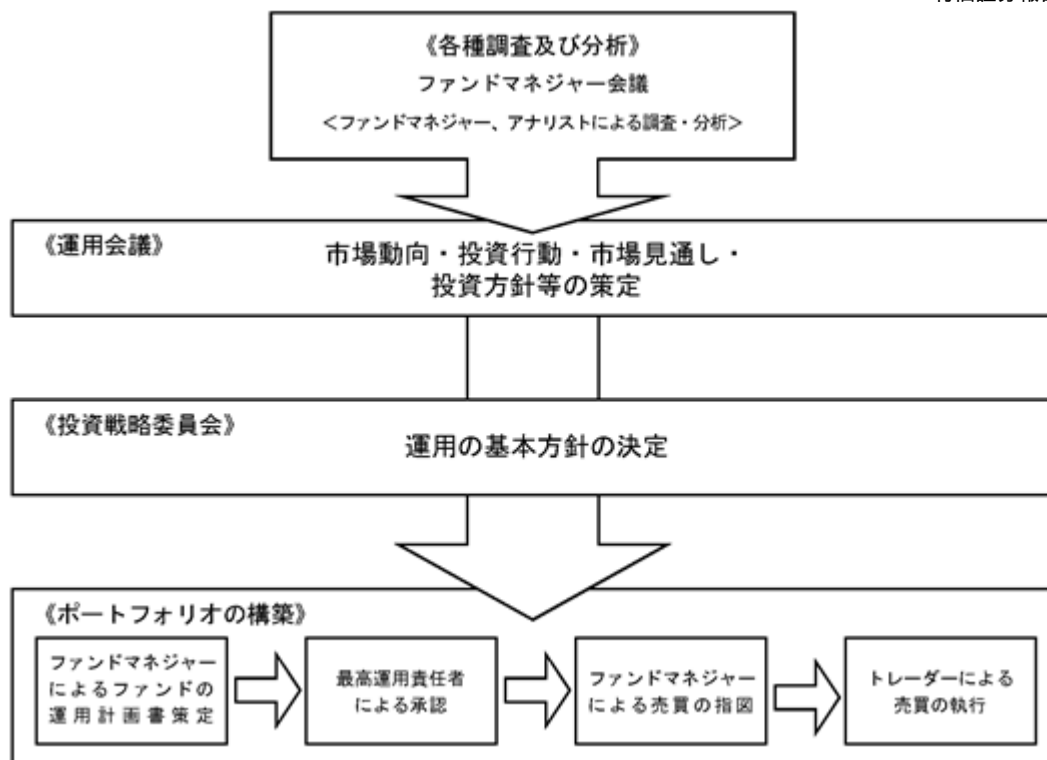 《各種調査及び分析》
ファンドマネジャー会議
＜ファンドマネジャー、アナリストによる調査・分析＞
《運用会議》
市場動向・投資行動・市場見通し・
投資方針等の策定
《投資戦略委員会》
運用の基本方針の決定
《ポートフォリオの構築》
ファンドマネジャー
によるファンドの
運用計画書策定
最高運用責任者
による承認
ファンドマネジャー
による売買の指図
トレーダーによる
売買の執行